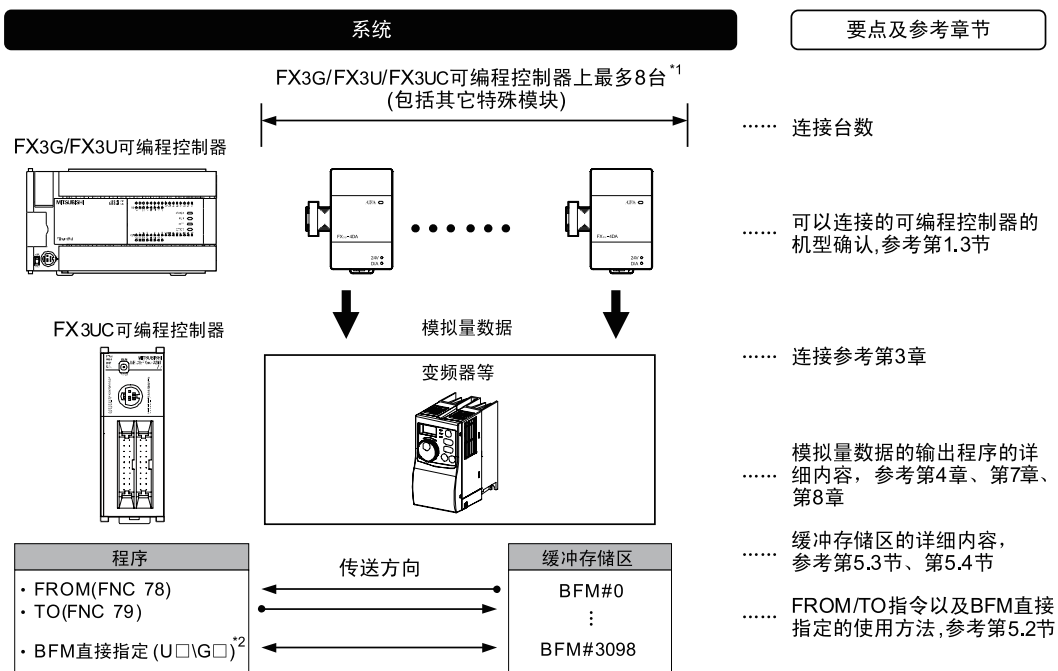 系统
要点及参考章节
FX3G/FX3U/FX3UC可编程控制器上最多8台*1
(包括其它特殊模块)
…… 连接台数
FX3G/FX3U可编程控制器
MITSUBISHI
…… 可以连接的可编程控制器的
机型确认,参考第1.3节
FX3UC可编程控制器
模拟量数据
变频器等
…… 连接参考第3章
模拟量数据的输出程序的详
…… 细内容，参考第4章、第7章、
第8章
程序
传送方向
缓冲存储区
…… 缓冲存储区的详细内容，
参考第5.3节、第5.4节
· FROM(FNC 78)
BFM#0
· TO(FNC 79)
⋮
…… FROM/TO指令以及BFM直接
指定的使用方法,参考第5.2节
· BFM直接指定 (U□\G□)*2
BFM#3098